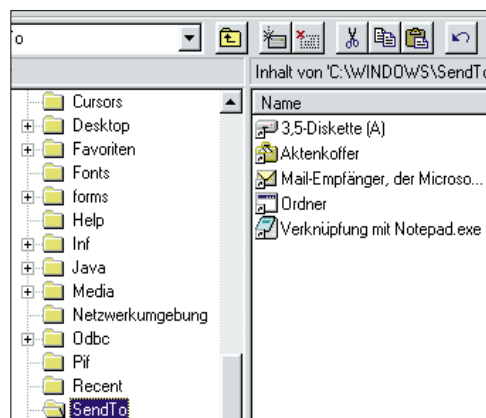 To
Inhalt von 'C:\WINDOWS\SendTo
Cursors
Desktop
Favoriten
Fonts
forms
Help
Inf
Java
Media
Netzwerkumgebung
Odbc
Pif
Recent
SendTo
Name
3,5-Diskette (A)
Aktenkoffer
Mail-Empfänger, der Microso...
Ordner
Verknüpfung mit Notepad.exe